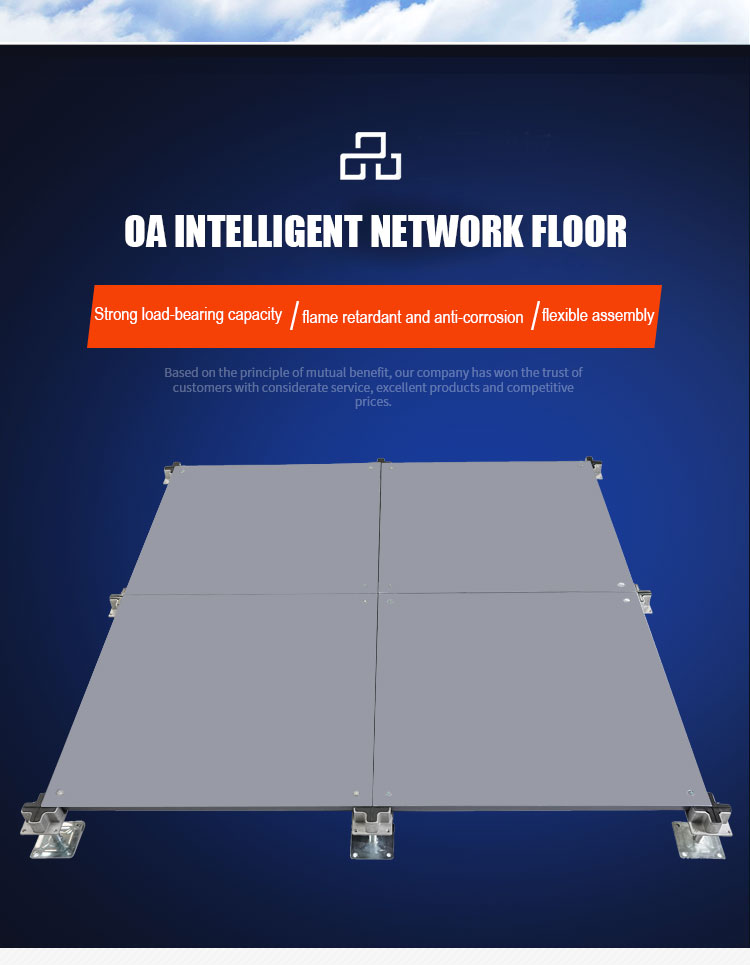 OA INTELLIGENT NETWORK FLOOR
Strong load-bearing capacity / flame retardant and anti-corrosion / flexible assembly
Based on the principle of mutual benefit, our company has won the trust of
customers with considerate service, excellent products and competitive
prices.